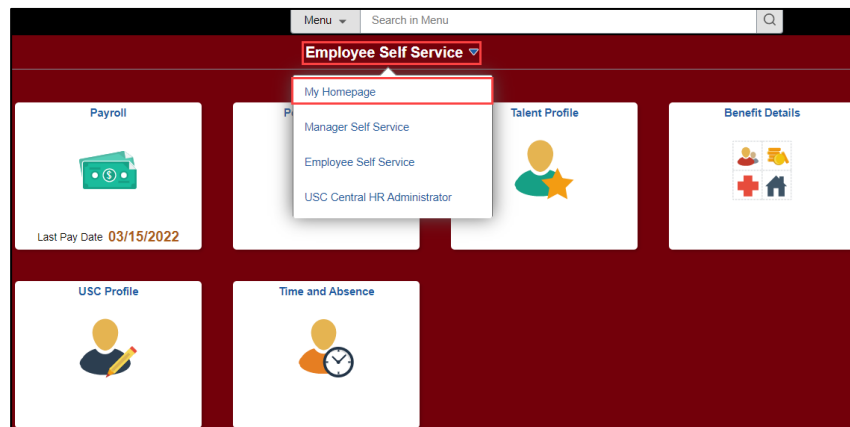 Menu
Search in Menu
Employee Self Service
My Homepage
Manager Self Service
Employee Self Service
USC Central HR Administrator
Payroll
Last Pay Date 03/15/2022
Talent Profile
Benefit Details
USC Profile
Time and Absence